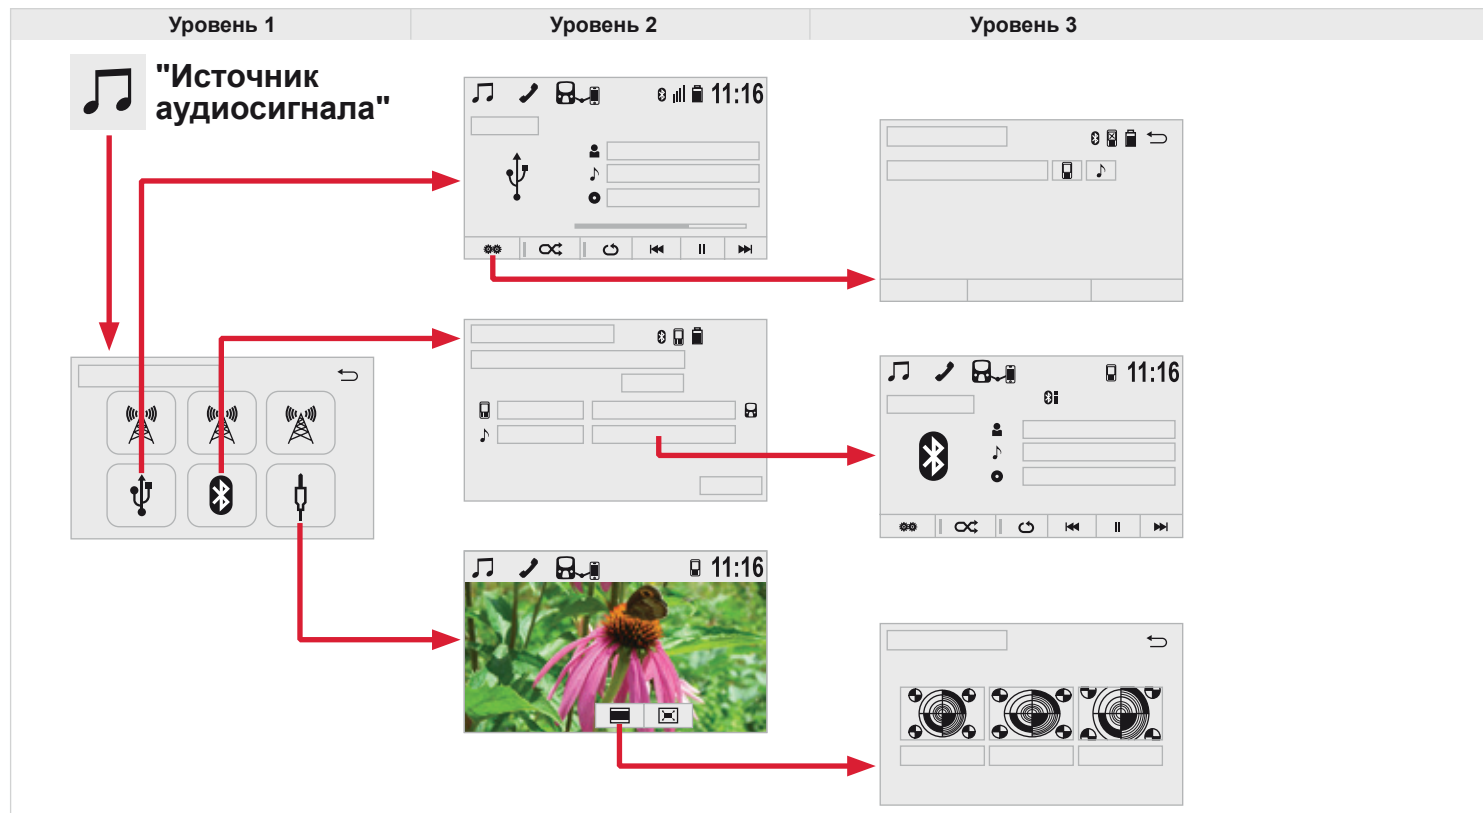 Уровень 1
Уровень 2
Уровень 3
"Источник
аудиосигнала"
11:16
11:16
11:16